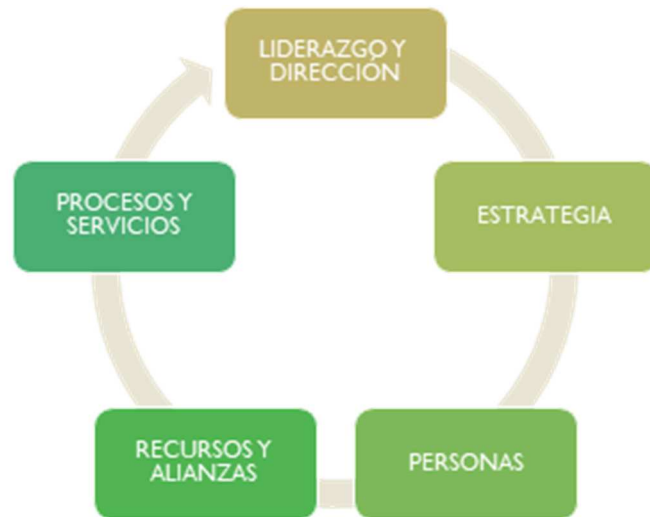 LIDERAZGO Y
DIRECCIÓN
ESTRATEGIA
PERSONAS
RECURSOS Y
ALIANZAS
PROCESOS Y
SERVICIOS